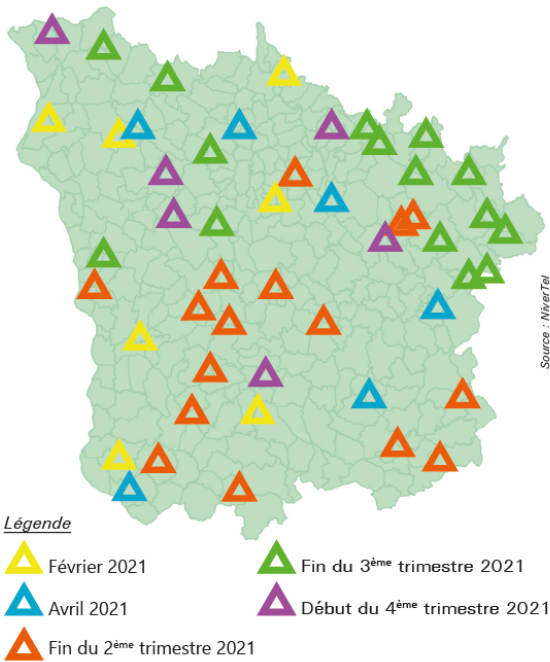 Source : NiverTel
Légende
Février 2021
Avril 2021
Fin du 2ème trimestre 2021
Fin du 3ème trimestre 2021
Début du 4ème trimestre 2021